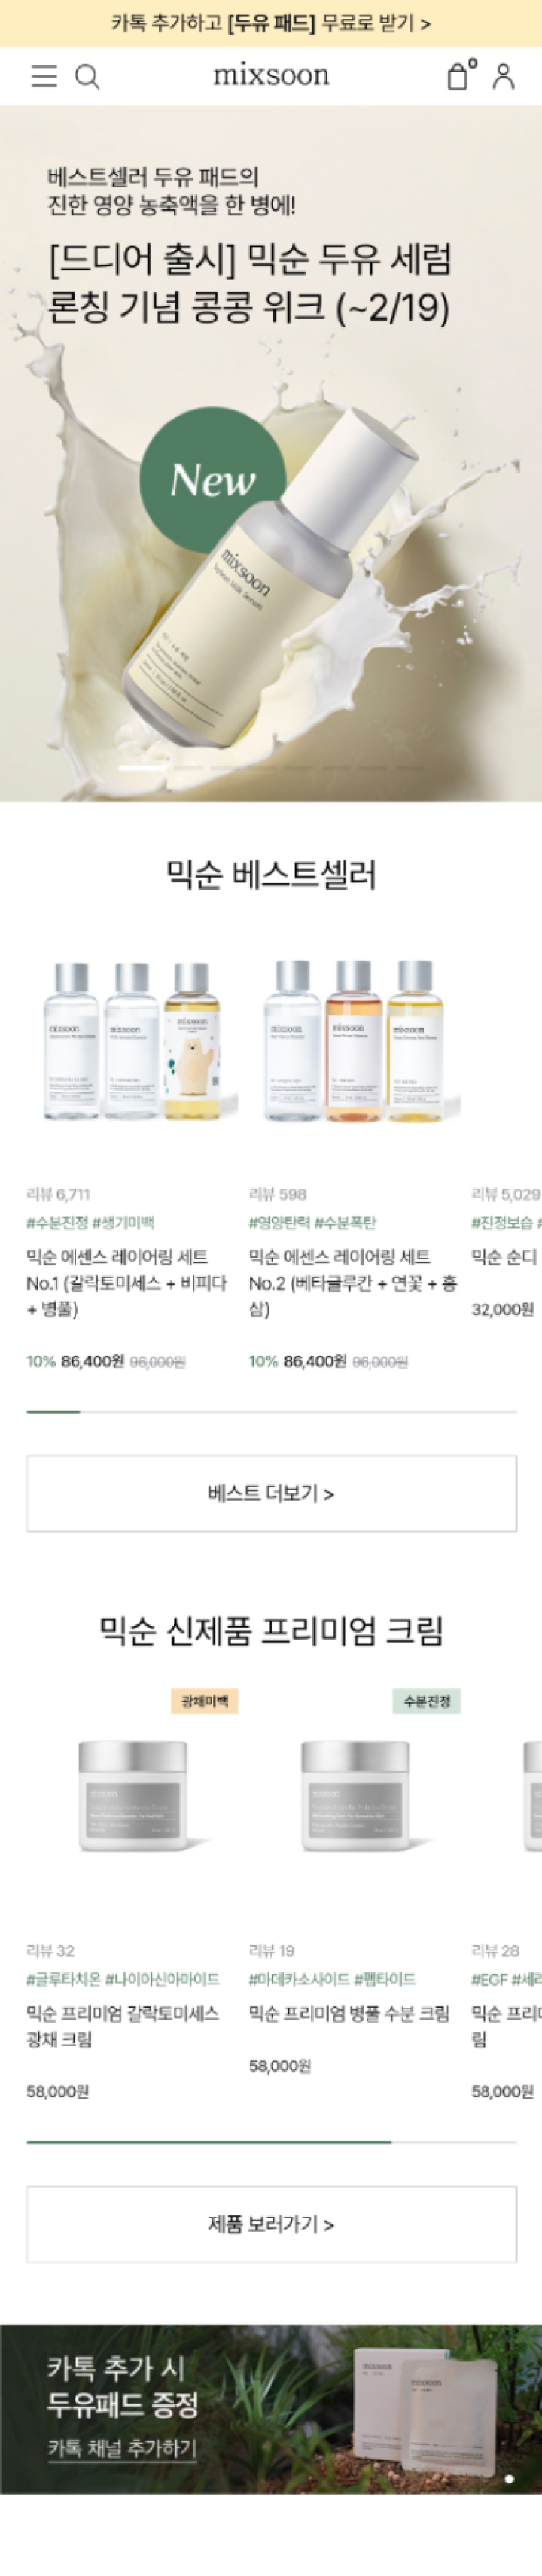 카톡 추가하고 [두유 패드] 무료로 받기 >
mixsoon
0
베스트셀러 두유 패드의
진한 영양 농축액을 한 병에!
[드디어 출시] 믹순 두유 세럼
론칭 기념 콩콩 위크 (~2/19)
New
mixsoon
믹순 베스트셀러
mixsoon
mixsoon
mixsoon
mixsoon
mixsoon
mixsoon
리뷰 6,711
#수분진정 #생기미백
믹순 에센스 레이어링 세트
No.1 (갈락토미세스 + 비피다
+ 병풀)
10% 86,400원 96,000원
리뷰 598
#영양탄력 #수분폭탄
믹순 에센스 레이어링 세트
No.2 (베타글루칸 + 연꽃 + 홍
삼)
10% 86,400원 96,000원
리뷰 5,029
#진정보습 #
믹순 순디
32,000원
베스트 더보기 >
믹순 신제품 프리미엄 크림
광채미백
수분진정
리뷰 32
#글루타치온 #나이아신아마이드
믹순 프리미엄 갈락토미세스
광채 크림
58,000원
리뷰 19
#마데카소사이드 #펩타이드
믹순 프리미엄 병풀 수분 크림
58,000원
리뷰 28
#EGF #세라
믹순 프리미
림
58,000원
제품 보러가기 >
카톡 추가 시
두유패드 증정
카톡 채널 추가하기
mixsoon
mixsoon